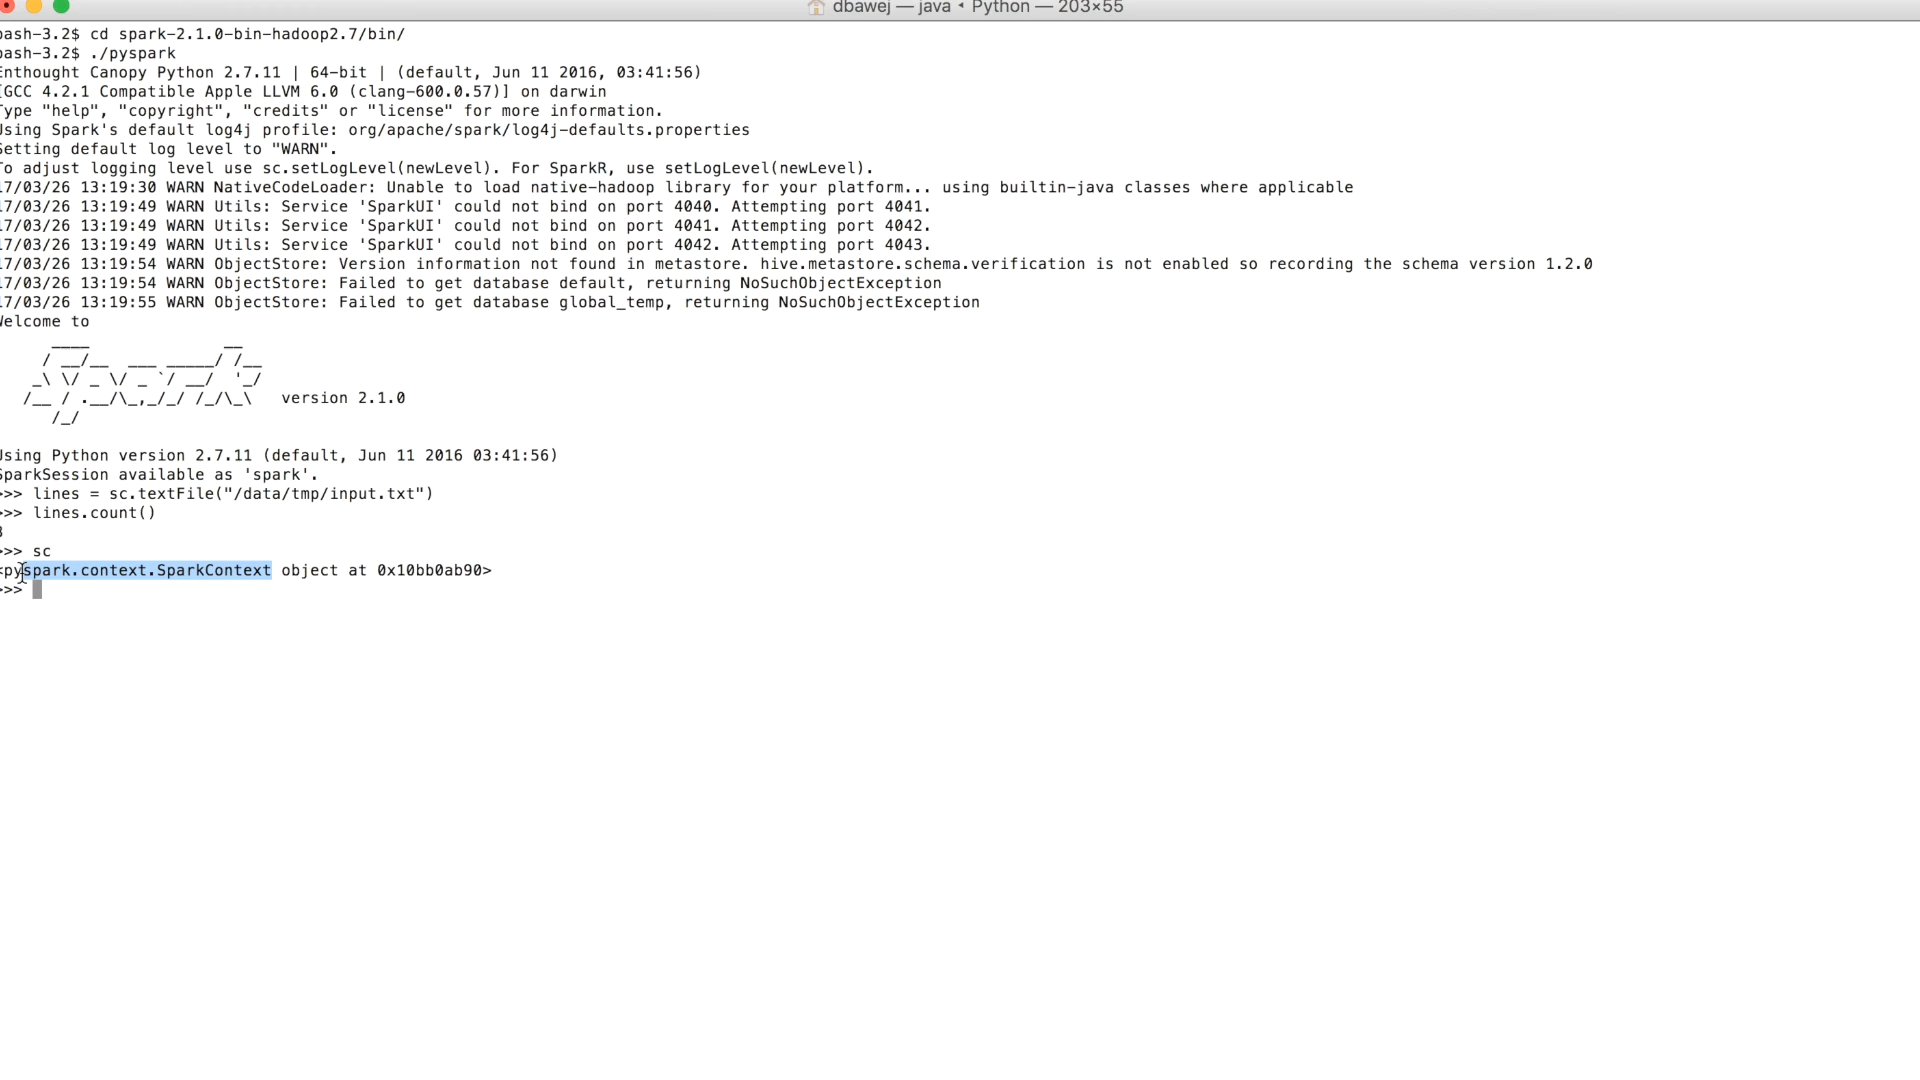 dbawej — java ◂ Python — 203×55
bash-3.2$ cd spark-2.1.0-bin-hadoop2.7/bin/
bash-3.2$ ./pyspark
Enthought Canopy Python 2.7.11 | 64-bit | (default, Jun 11 2016, 03:41:56)
[GCC 4.2.1 Compatible Apple LLVM 6.0 (clang-600.0.57)] on darwin
Type "help", "copyright", "credits" or "license" for more information.
Using Spark's default log4j profile: org/apache/spark/log4j-defaults.properties
Setting default log level to "WARN".
To adjust logging level use sc.setLogLevel(newLevel). For SparkR, use setLogLevel(newLevel).
17/03/26 13:19:30 WARN NativeCodeLoader: Unable to load native-hadoop library for your platform... using builtin-java classes where applicable
17/03/26 13:19:49 WARN Utils: Service 'SparkUI' could not bind on port 4040. Attempting port 4041.
17/03/26 13:19:49 WARN Utils: Service 'SparkUI' could not bind on port 4041. Attempting port 4042.
17/03/26 13:19:49 WARN Utils: Service 'SparkUI' could not bind on port 4042. Attempting port 4043.
17/03/26 13:19:54 WARN ObjectStore: Version information not found in metastore. hive.metastore.schema.verification is not enabled so recording the schema version 1.2.0
17/03/26 13:19:54 WARN ObjectStore: Failed to get database default, returning NoSuchObjectException
17/03/26 13:19:55 WARN ObjectStore: Failed to get database global_temp, returning NoSuchObjectException
Welcome to
Spark version 2.1.0
Using Python version 2.7.11 (default, Jun 11 2016 03:41:56)
SparkSession available as 'spark'.
>>> lines = sc.textFile("/data/tmp/input.txt")
>>> lines.count()
>>> sc
<pyspark.context.SparkContext object at 0x10bb0ab90>
>>>